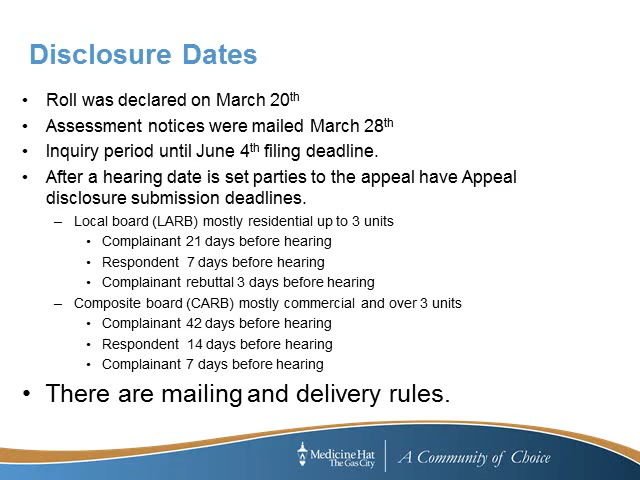 Disclosure Dates
• Roll was declared on March 20th
• Assessment notices were mailed March 28th
• Inquiry period until June 4th filing deadline.
• After a hearing date is set parties to the appeal have Appeal
disclosure submission deadlines.
– Local board (LARB) mostly residential up to 3 units
• Complainant 21 days before hearing
• Respondent 7 days before hearing
• Complainant rebuttal 3 days before hearing
– Composite board (CARB) mostly commercial and over 3 units
• Complainant 42 days before hearing
• Respondent 14 days before hearing
• Complainant 7 days before hearing
• There are mailing and delivery rules.
Medicine Hat
The Gas City
A Community of Choice